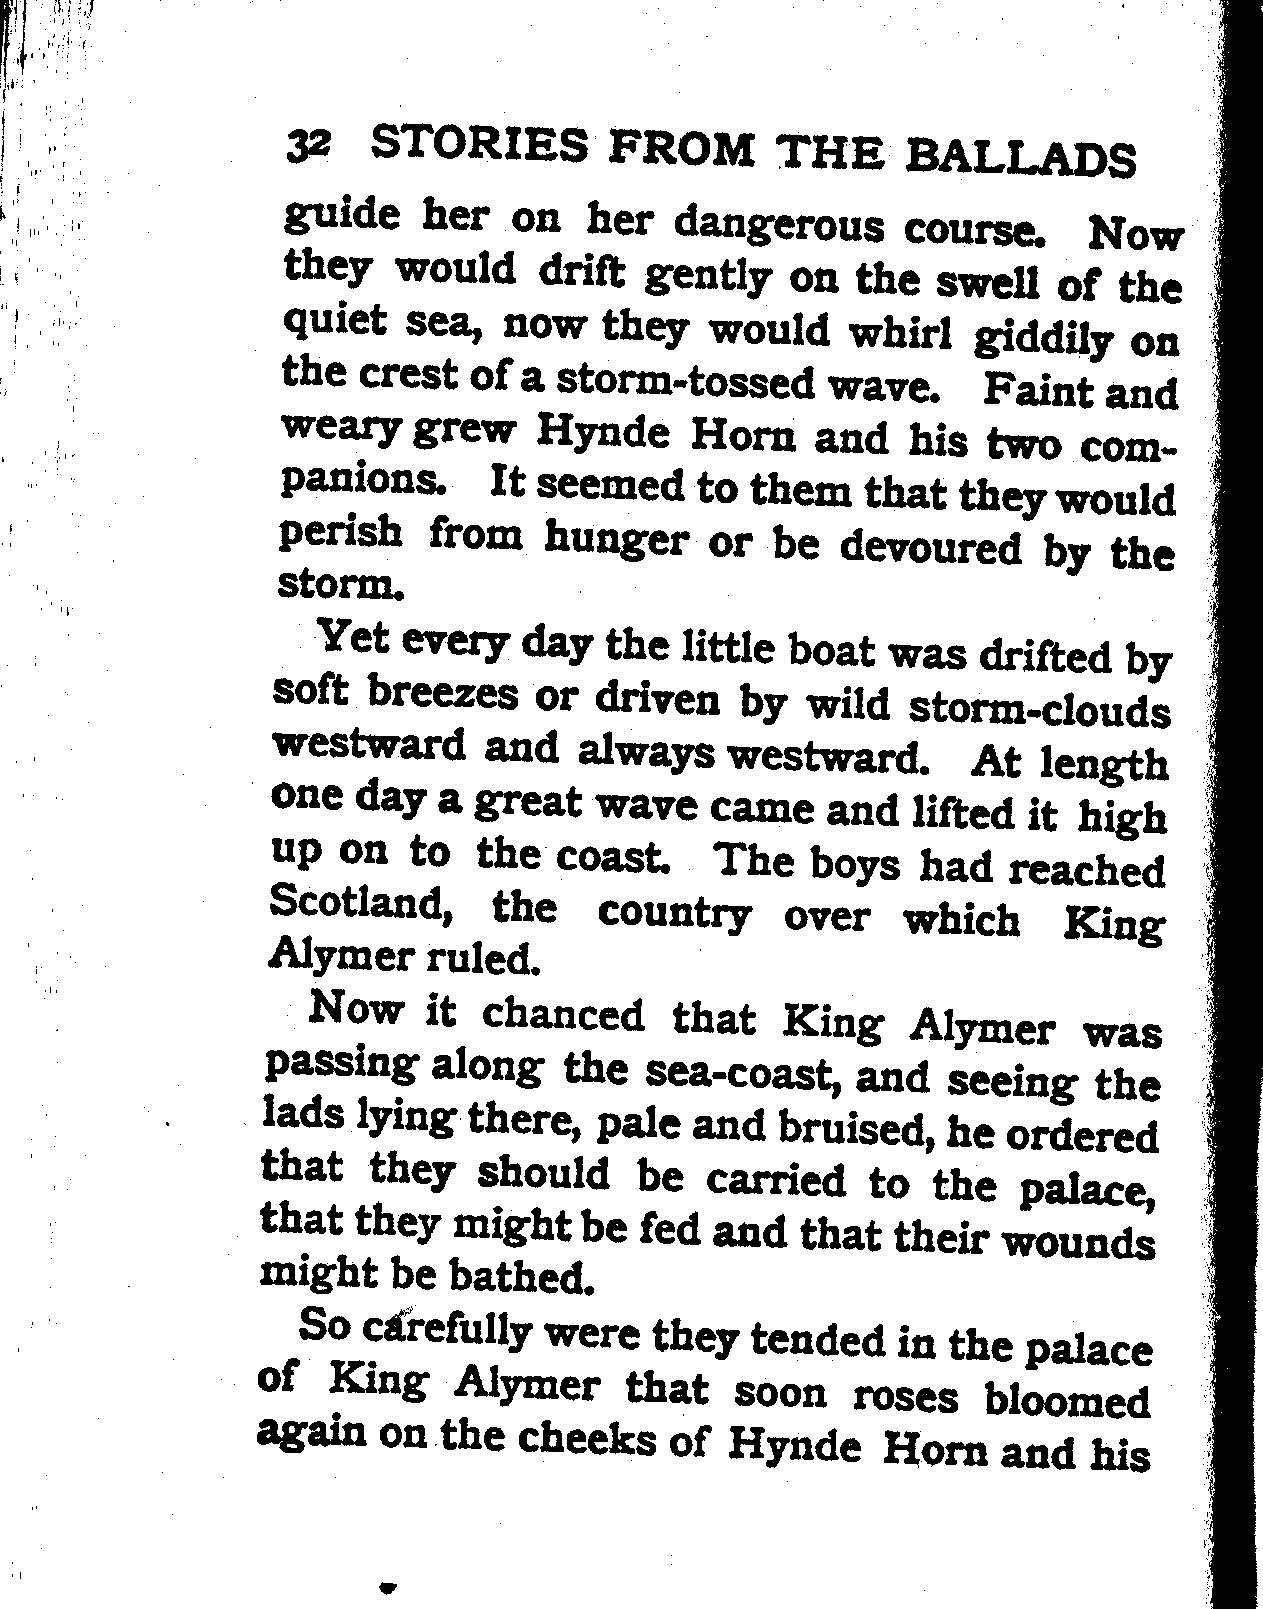 32 STORIES FROM THE BALLADS
guide her on her dangerous course. Now
they would drift gently on the swell of the
quiet sea, now they would whirl giddily on
the crest of a storm-tossed wave. Faint and
weary grew Hynde Horn and his two com-
panions. It seemed to them that they would
perish from hunger or be devoured by the
storm.
Yet every day the little boat was drifted by
soft breezes or driven by wild storm-clouds
westward and always westward. At length
one day a great wave came and lifted it high
up on to the coast. The boys had reached
Scotland, the country over which King
Alymer ruled.
Now it chanced that King Alymer was
passing along the sea-coast, and seeing the
lads lying there, pale and bruised, he ordered
that they should be carried to the palace,
that they might be fed and that their wounds
might be bathed.
So carefully were they tended in the palace
of King Alymer that soon roses bloomed
again on the cheeks of Hynde Horn and his